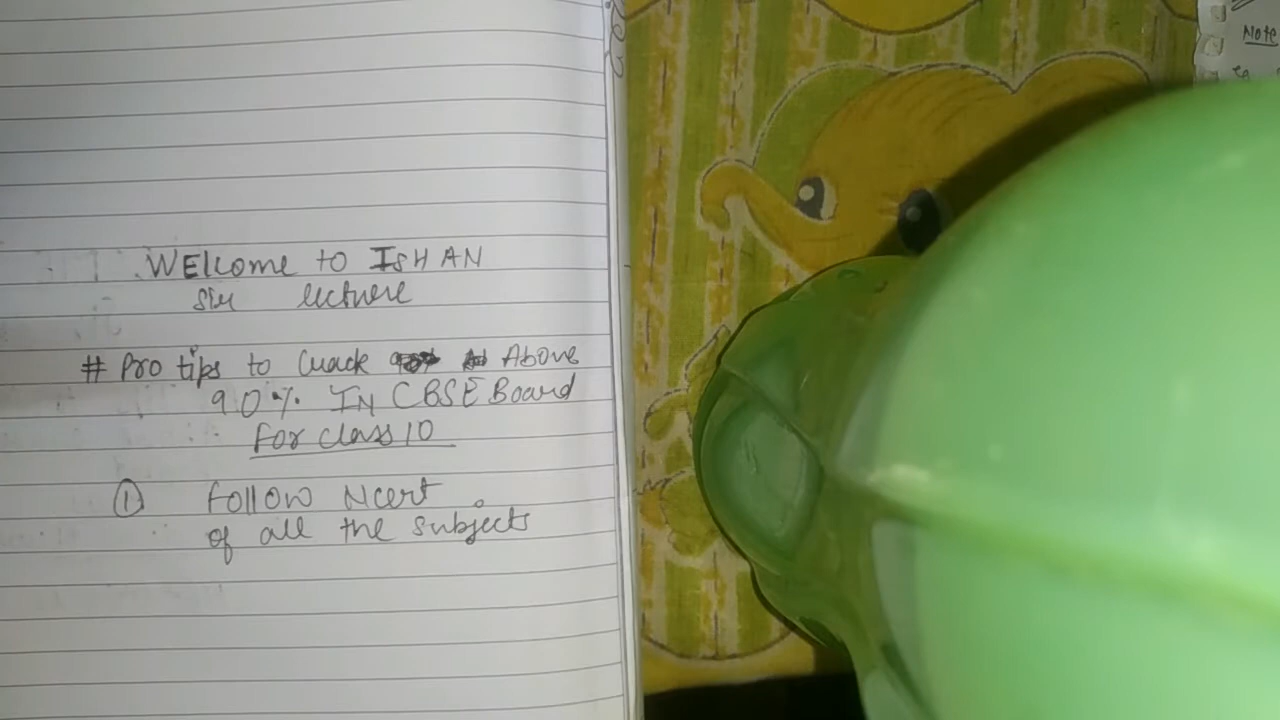 WElcome to ISHAN
sir lecture
# Pro tips to Crack Above
90% IN CBSE Board
For class 10
① Follow Ncert
of all the subjects
Note